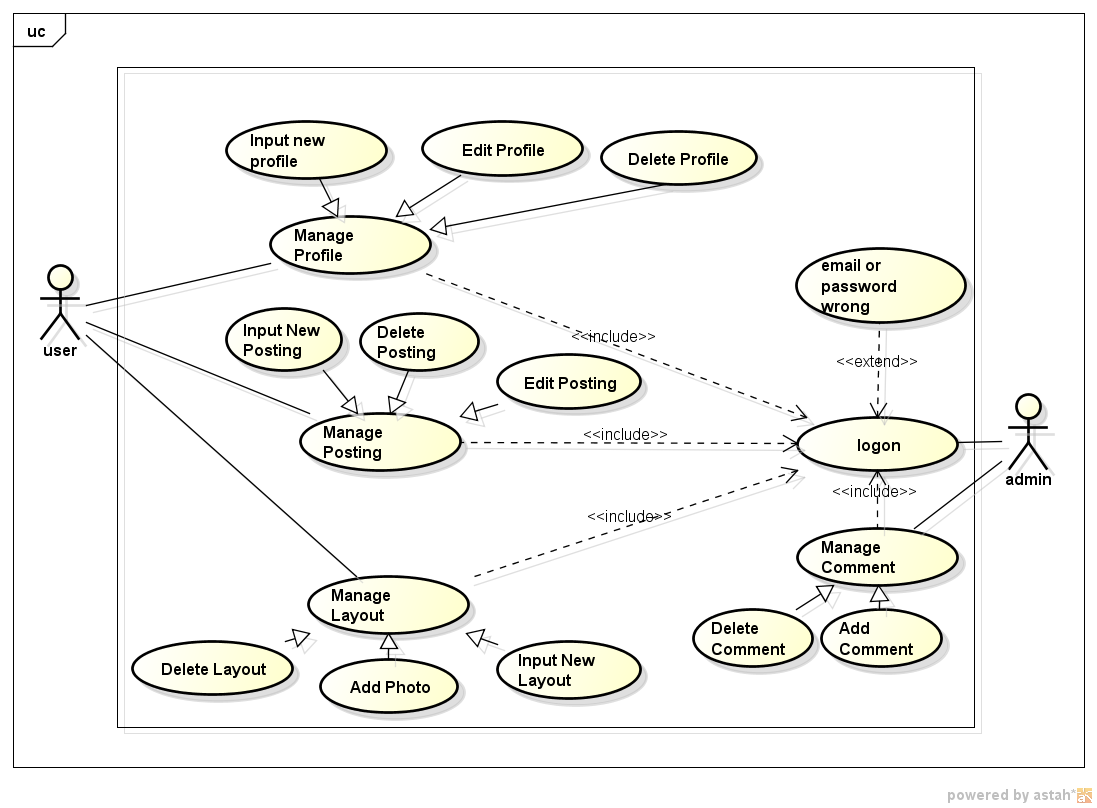 uc
Input new
profile
Edit Profile
Delete Profile
Manage
Profile
email or
password
wrong
user
Input New
Posting
Delete
Posting
<<include>>
<<extend>>
Edit Posting
Manage
Posting
<<include>>
logon
admin
<<include>>
<<include>>
Manage
Comment
Manage
Layout
Delete
Comment
Add
Comment
Delete Layout
Add Photo
Input New
Layout
powered by astah*